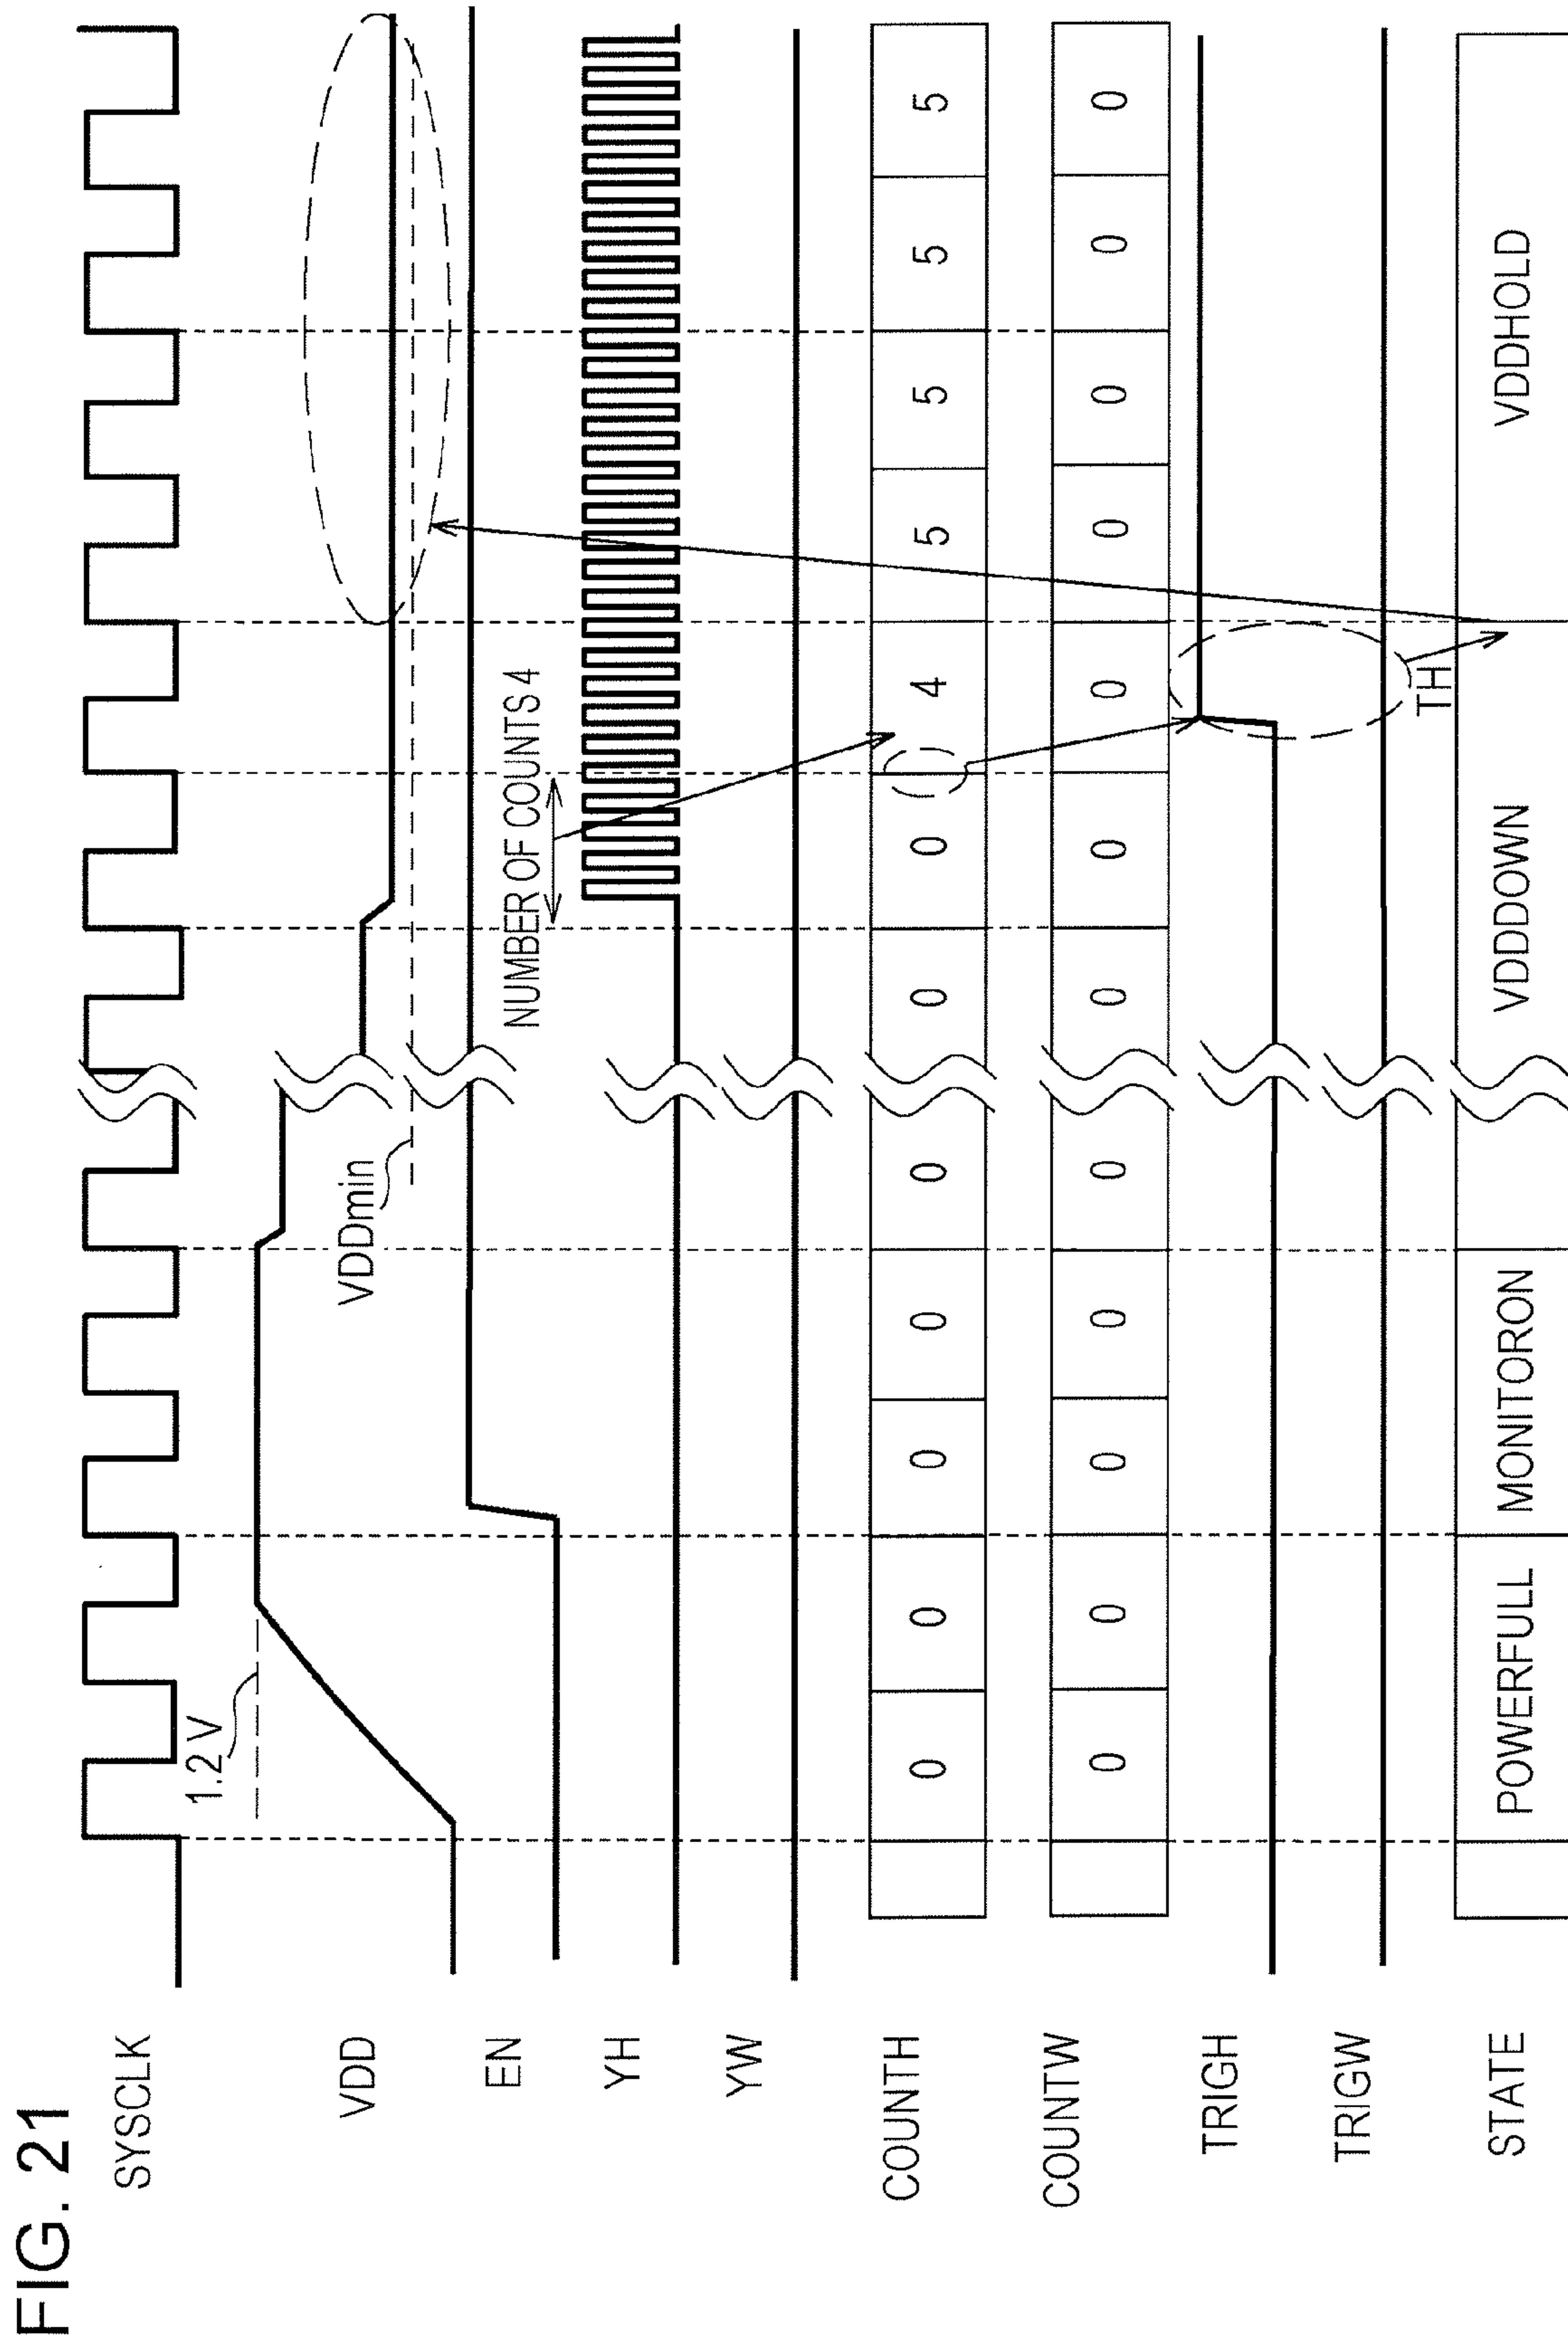 FIG. 21
SYSCLK
1.2 V
VDD
VDDmin
EN
NUMBER OF COUNTS 4
YH
YW
COUNTH 0 0 0 0 0 0 0 4 5 5 5 5
COUNTW 0 0 0 0 0 0 0 0 0 0 0 0
TRIGH
TRIGW
TH
STATE POWERFULL MONITORON VDDDOWN VDDHOLD